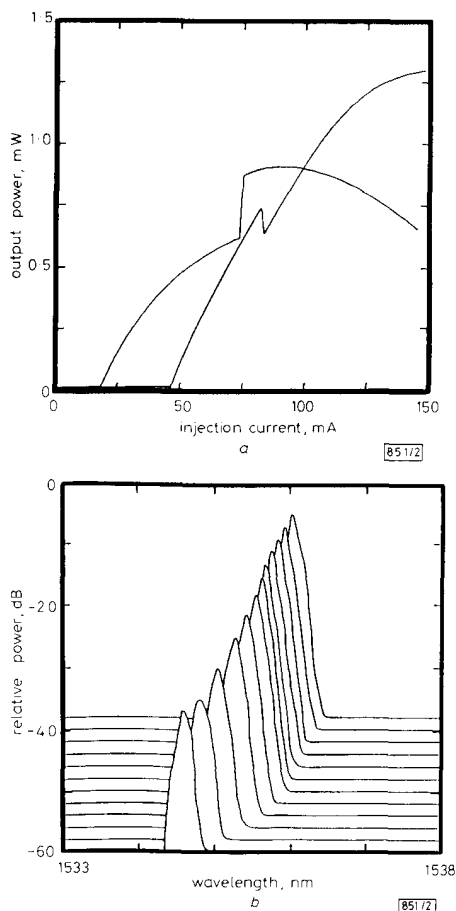 1·5
1·0
0·5
0
output power, mW
0
50
100
150
injection current, mA
a
851/2
0
-20
-40
-60
relative power, dB
1533
1538
wavelength, nm
b
851/2